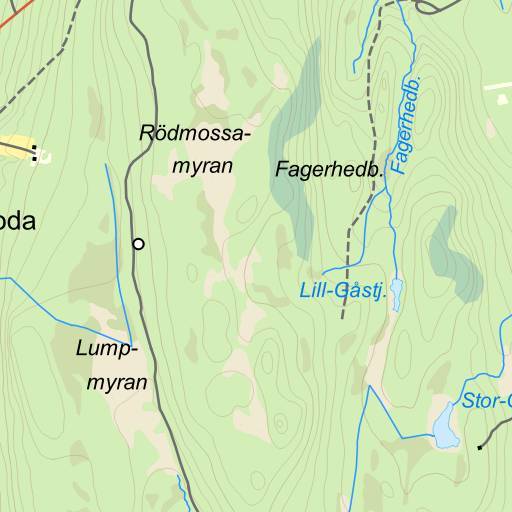 Fagerhedb.
Rödmossa-
myran
Fagerhedb.
oda
Lill-Gåstj.
Lump-
myran
Stor-G